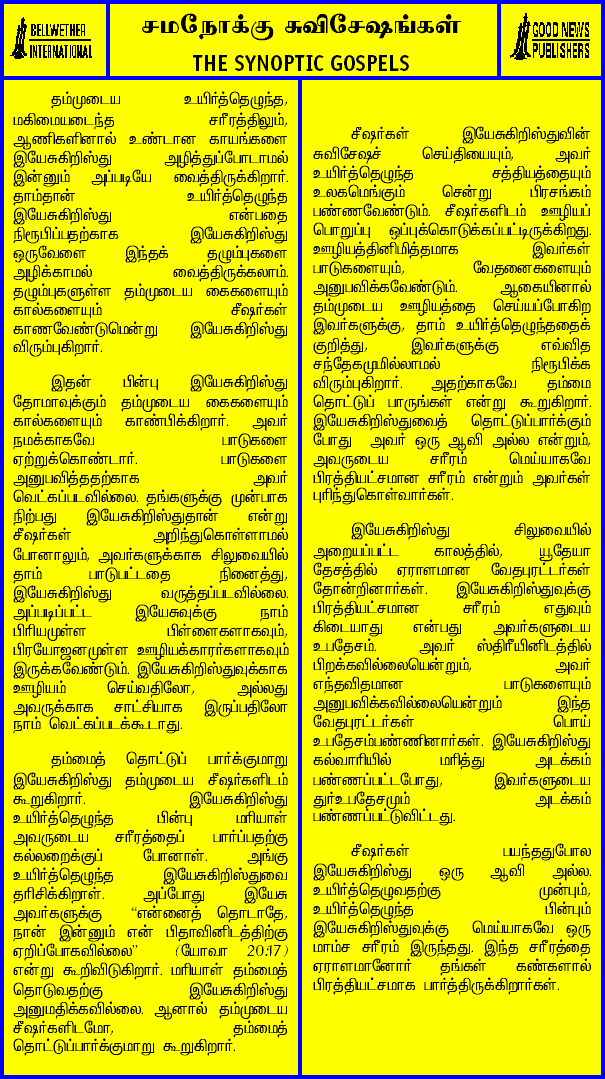 BELLWETHER
INTERNATIONAL
சமநோக்கு சுவிசேஷங்கள்
THE SYNOPTIC GOSPELS
GOOD NEWS
PUBLISHERS
தம்முடைய உயிர்த்தெழுந்த,
மகிமையடைந்த சரீரத்திலும்,
ஆணிகளினால் உண்டான காயங்களை
இயேசுகிறிஸ்து அழித்துப்போடாமல்
இன்னும் அப்படியே வைத்திருக்கிறார்.
தாம்தான் உயிர்த்தெழுந்த
இயேசுகிறிஸ்து என்பதை
நிரூபிப்பதற்காக இயேசுகிறிஸ்து
ஒருவேளை இந்தக் தழும்புகளை
அழிக்காமல் வைத்திருக்கலாம்.
தழும்புகளுள்ள தம்முடைய கைகளையும்
கால்களையும் சீஷர்கள்
காணவேண்டுமென்று இயேசுகிறிஸ்து
விரும்புகிறார்.
இதன் பின்பு இயேசுகிறிஸ்து
தோமாவுக்கும் தம்முடைய கைகளையும்
கால்களையும் காண்பிக்கிறார். அவர்
நமக்காகவே பாடுகளை
ஏற்றுக்கொண்டார். பாடுகளை
அனுபவித்ததற்காக அவர்
வெட்கப்படவில்லை. தங்களுக்கு முன்பாக
நிற்பது இயேசுகிறிஸ்துதான் என்று
சீஷர்கள் அறிந்துகொள்ளாமல்
போனாலும், அவர்களுக்காக சிலுவையில்
தாம் பாடுபட்டதை நினைத்து,
இயேசுகிறிஸ்து வருத்தப்படவில்லை.
அப்படிப்பட்ட இயேசுவுக்கு நாம்
பிரியமுள்ள பிள்ளைகளாகவும்,
பிரயோஜனமுள்ள ஊழியக்காரர்களாகவும்
இருக்கவேண்டும். இயேசுகிறிஸ்துவுக்காக
ஊழியம் செய்வதிலோ, அல்லது
அவருக்காக சாட்சியாக இருப்பதிலோ
நாம் வெட்கப்படக்கூடாது.
தம்மைத் தொட்டுப் பார்க்குமாறு
இயேசுகிறிஸ்து தம்முடைய சீஷர்களிடம்
கூறுகிறார். இயேசுகிறிஸ்து
உயிர்த்தெழுந்த பின்பு மரியாள்
அவருடைய சரீரத்தைப் பார்ப்பதற்கு
கல்லறைக்குப் போனாள். அங்கு
உயிர்த்தெழுந்த இயேசுகிறிஸ்துவை
தரிசிக்கிறாள். அப்போது இயேசு
அவர்களுக்கு "என்னைத் தொடாதே,
நான் இன்னும் என் பிதாவினிடத்திற்கு
ஏறிப்போகவில்லை" (யோவா 20:17)
என்று கூறிவிடுகிறார். மரியாள் தம்மைத்
தொடுவதற்கு இயேசுகிறிஸ்து
அனுமதிக்கவில்லை. ஆனால் தம்முடைய
சீஷர்களிடமோ, தம்மைத்
தொட்டுப்பார்க்குமாறு கூறுகிறார்.
சீஷர்கள் இயேசுகிறிஸ்துவின்
சுவிசேஷச் செய்தியையும், அவர்
உயிர்த்தெழுந்த சத்தியத்தையும்
உலகமெங்கும் சென்று பிரசங்கம்
பண்ணவேண்டும். சீஷர்களிடம் ஊழியப்
பொறுப்பு ஒப்புக்கொடுக்கப்பட்டிருக்கிறது.
ஊழியத்தினிமித்தமாக இவர்கள்
பாடுகளையும், வேதனைகளையும்
அனுபவிக்கவேண்டும். ஆகையினால்
தம்முடைய ஊழியத்தை செய்யப்போகிற
இவர்களுக்கு, தாம் உயிர்த்தெழுந்ததைக்
குறித்து, இவர்களுக்கு எவ்வித
சந்தேகமுமில்லாமல் நிரூபிக்க
விரும்புகிறார். அதற்காகவே தம்மை
தொட்டுப் பாருங்கள் என்று கூறுகிறார்.
இயேசுகிறிஸ்துவைத் தொட்டுப்பார்க்கும்
போது அவர் ஒரு ஆவி அல்ல என்றும்,
அவருடைய சரீரம் மெய்யாகவே
பிரத்தியட்சமான சரீரம் என்றும் அவர்கள்
புரிந்துகொள்வார்கள்.
இயேசுகிறிஸ்து சிலுவையில்
அறையப்பட்ட காலத்தில், யூதேயா
தேசத்தில் ஏராளமான வேதபுரட்டர்கள்
தோன்றினார்கள். இயேசுகிறிஸ்துவுக்கு
பிரத்தியட்சமான சரீரம் எதுவும்
கிடையாது என்பது அவர்களுடைய
உபதேசம். அவர் ஸ்திரீயினிடத்தில்
பிறக்கவில்லையென்றும், அவர்
எந்தவிதமான பாடுகளையும்
அனுபவிக்கவில்லையென்றும் இந்த
வேதபுரட்டர்கள் பொய்
உபதேசம்பண்ணினார்கள். இயேசுகிறிஸ்து
கல்வாரியில் மரித்து அடக்கம்
பண்ணப்பட்டபோது, இவர்களுடைய
துர்உபதேசமும் அடக்கம்
பண்ணப்பட்டுவிட்டது.
சீஷர்கள் பயந்ததுபோல
இயேசுகிறிஸ்து ஒரு ஆவி அல்ல.
உயிர்த்தெழுவதற்கு முன்பும்,
உயிர்த்தெழுந்த பின்பும்
இயேசுகிறிஸ்துவுக்கு மெய்யாகவே ஒரு
மாம்ச சரீரம் இருந்தது. இந்த சரீரத்தை
ஏராளமானோர் தங்கள் கண்களால்
பிரத்தியட்சமாக பார்த்திருக்கிறார்கள்.